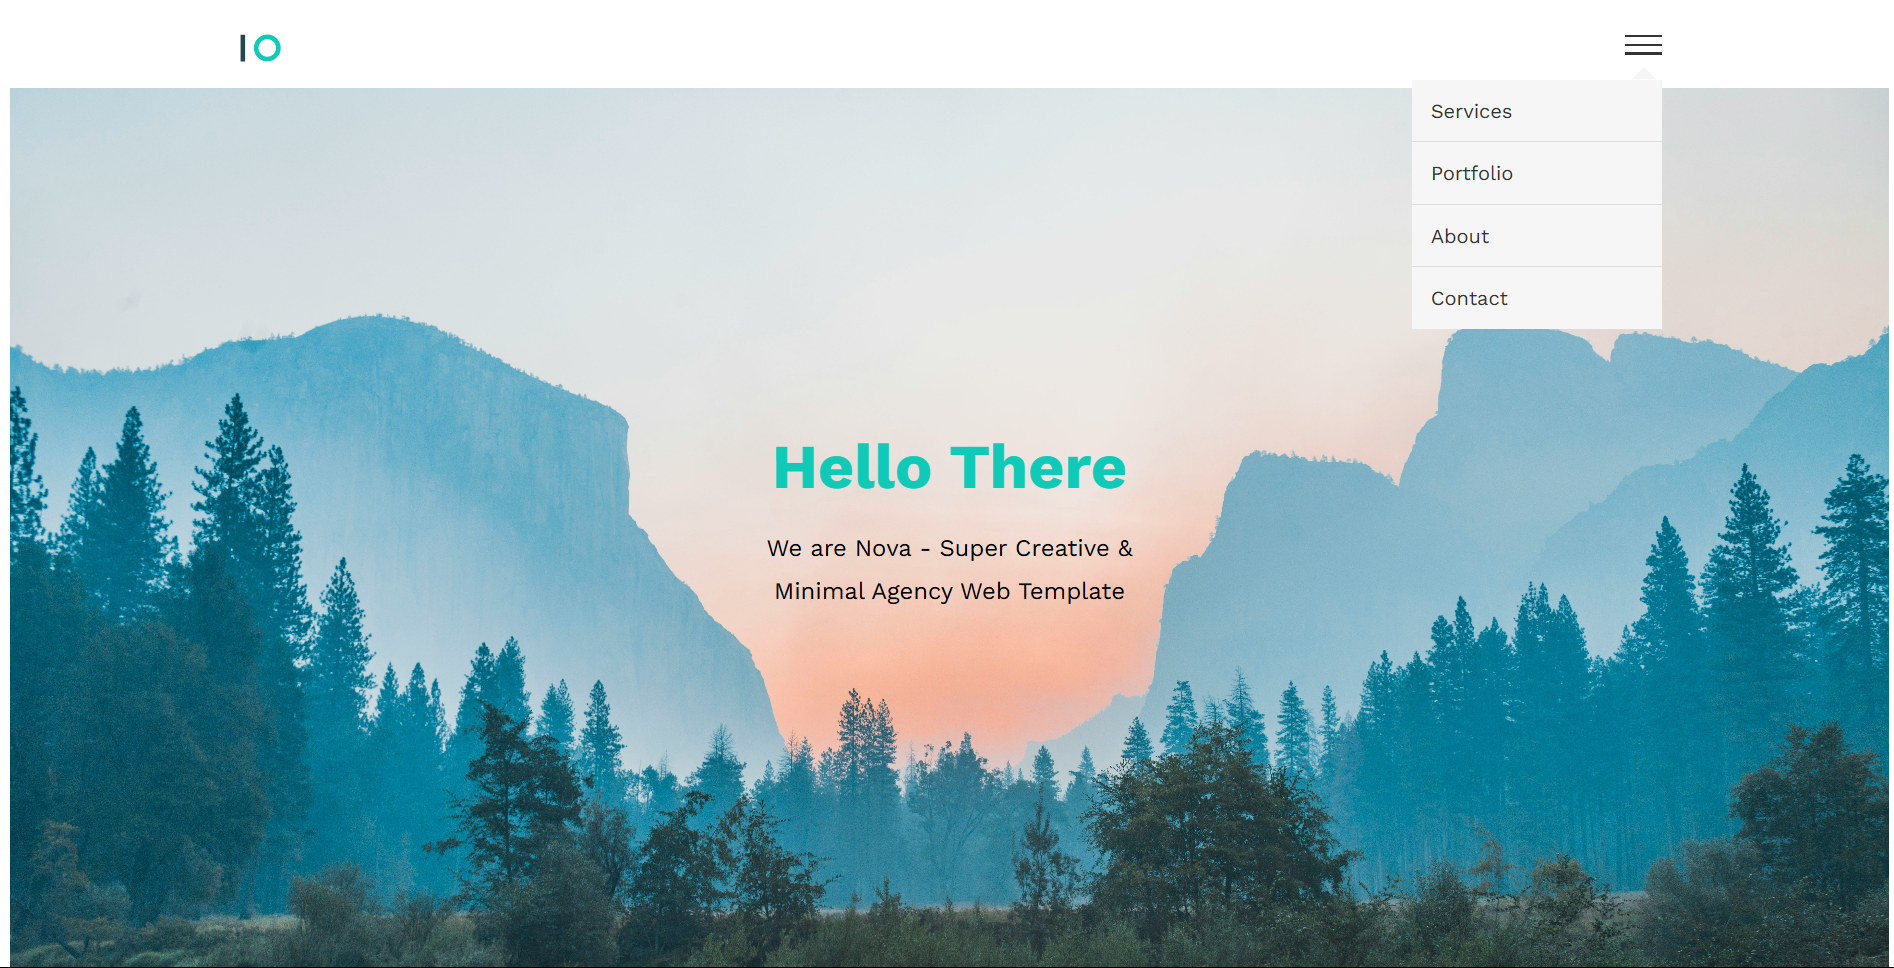 IO
Services
Portfolio
About
Contact
Hello There
We are Nova - Super Creative &
Minimal Agency Web Template